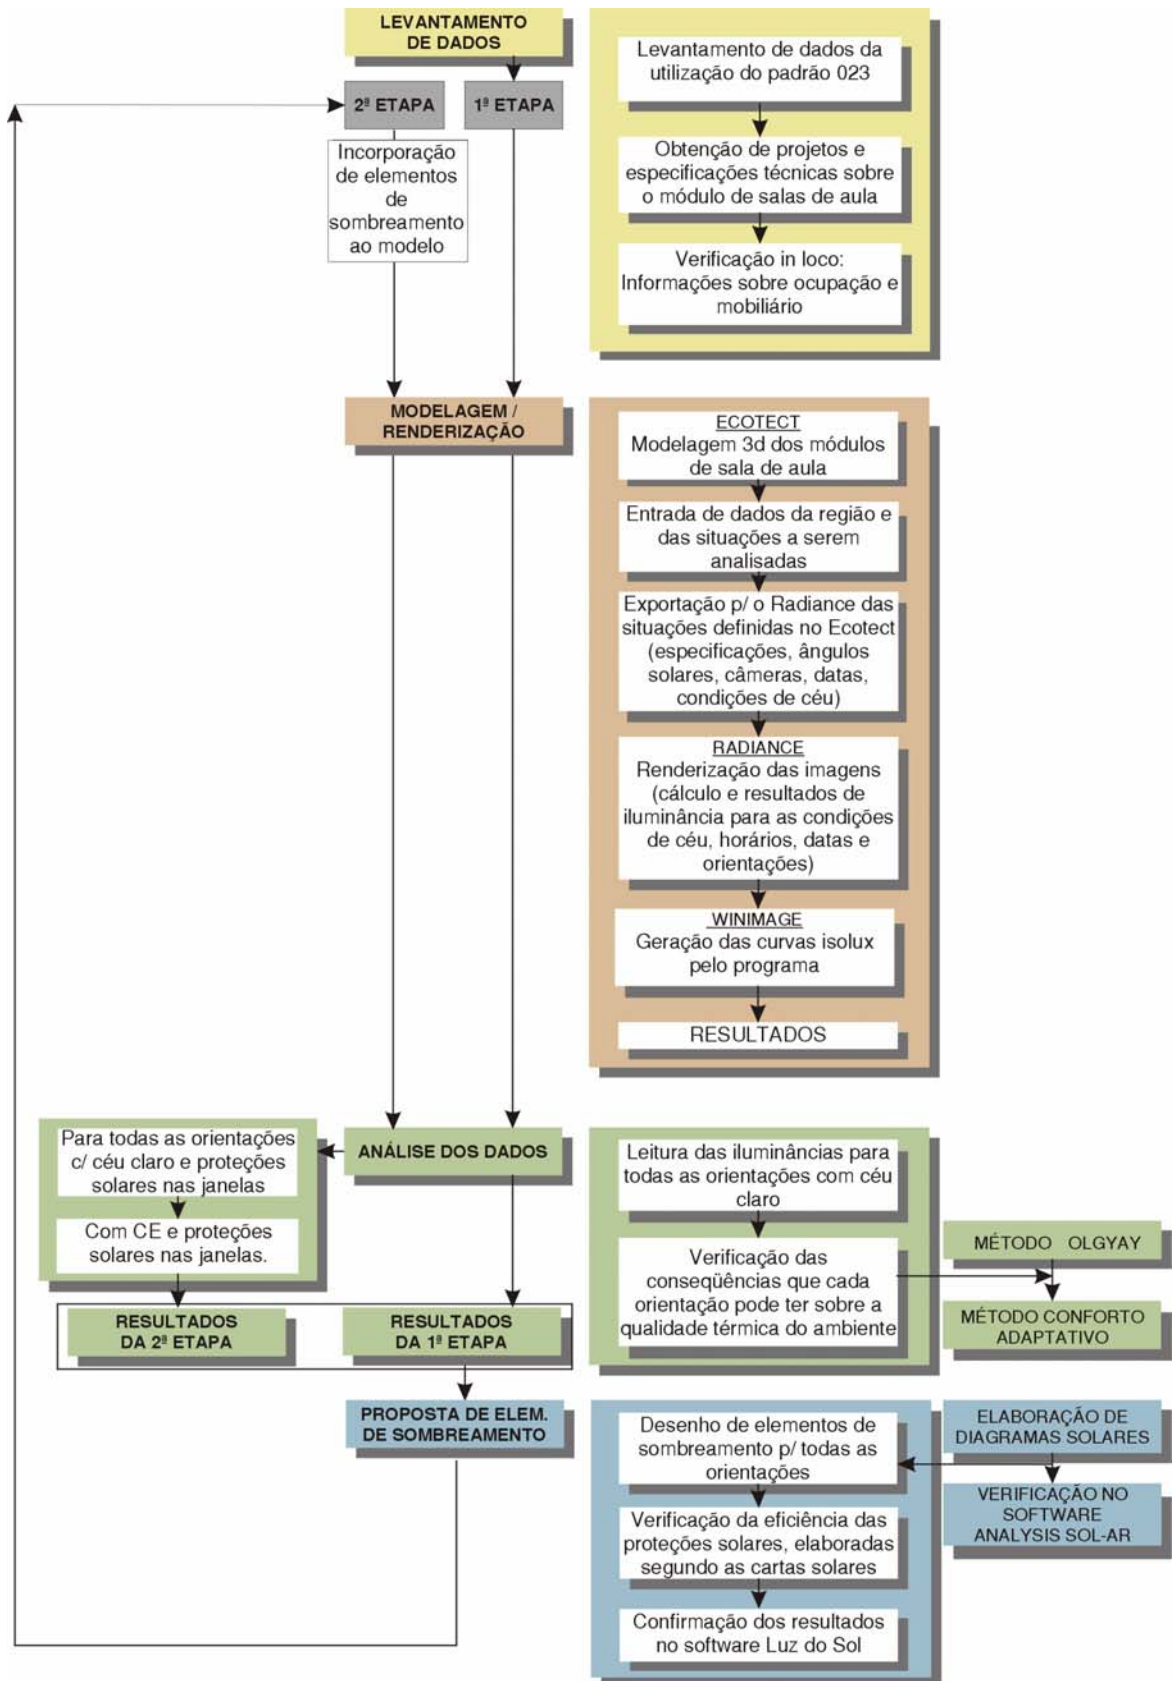 LEVANTAMENTO
DE DADOS
2ª ETAPA
1ª ETAPA
Incorporação
de elementos
de
sombreamento
ao modelo
Levantamento de dados da
utilização do padrão 023
Obtenção de projetos e
especificações técnicas sobre
o módulo de salas de aula
Verificação in loco:
Informações sobre ocupação e
mobiliário
MODELAGEM /
RENDERIZAÇÃO
ECOTECT
Modelagem 3d dos módulos
de sala de aula
Entrada de dados da região e
das situações a serem
analisadas
Exportação p/ o Radiance das
situações definidas no Ecotect
(especificações, ângulos
solares, câmeras, datas,
condições de céu)
RADIANCE
Renderização das imagens
(cálculo e resultados de
iluminância para as condições
de céu, horários, datas e
orientações)
WINIMAGE
Geração das curvas isolux
pelo programa
RESULTADOS
Para todas as orientações
c/ céu claro e proteções
solares nas janelas
Com CE e proteções
solares nas janelas.
ANÁLISE DOS DADOS
RESULTADOS
DA 2ª ETAPA
RESULTADOS
DA 1ª ETAPA
Leitura das iluminâncias para
todas as orientações com céu
claro
Verificação das
conseqüências que cada
orientação pode ter sobre a
qualidade térmica do ambiente
MÉTODO OLGYAY
MÉTODO CONFORTO
ADAPTATIVO
PROPOSTA DE ELEM.
DE SOMBREAMENTO
Desenho de elementos de
sombreamento p/ todas as
orientações
Verificação da eficiência das
proteções solares, elaboradas
segundo as cartas solares
Confirmação dos resultados
no software Luz do Sol
ELABORAÇÃO DE
DIAGRAMAS SOLARES
VERIFICAÇÃO NO
SOFTWARE
ANALYSIS SOL-AR